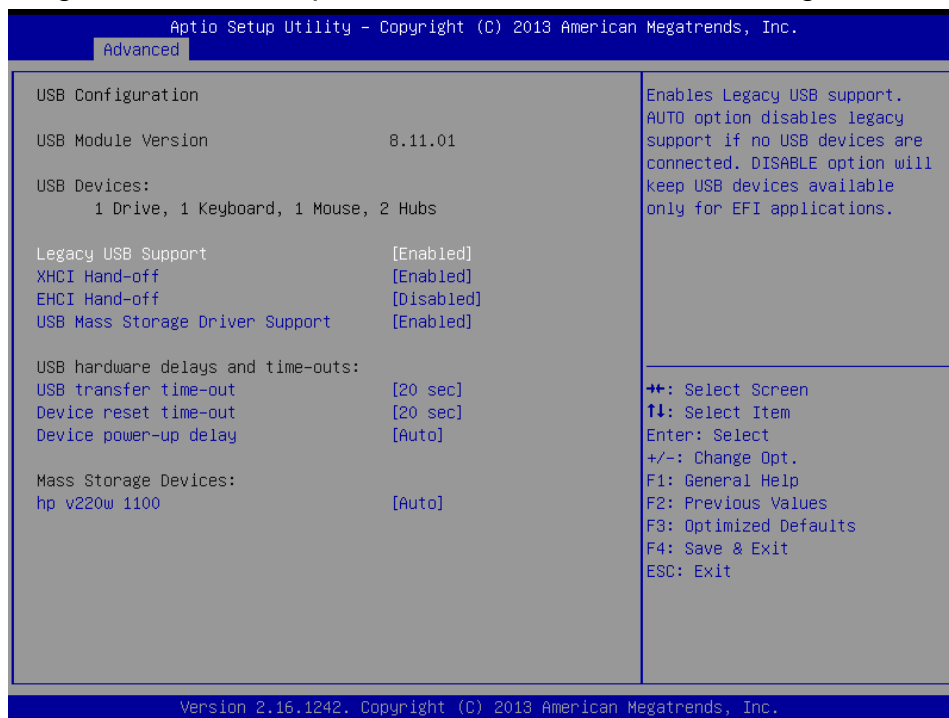 Aptio Setup Utility – Copyright (C) 2013 American Megatrends, Inc.
Advanced
USB Configuration
USB Module Version 8.11.01
USB Devices:
1 Drive, 1 Keyboard, 1 Mouse, 2 Hubs
Legacy USB Support [Enabled]
XHCI Hand-off [Enabled]
EHCI Hand-off [Disabled]
USB Mass Storage Driver Support [Enabled]
USB hardware delays and time-outs:
USB transfer time-out [20 sec]
Device reset time-out [20 sec]
Device power-up delay [Auto]
Mass Storage Devices:
hp v220w 1100 [Auto]
Enables Legacy USB support.
AUTO option disables legacy
support if no USB devices are
connected. DISABLE option will
keep USB devices available
only for EFI applications.
→←: Select Screen
↑↓: Select Item
Enter: Select
+/-: Change Opt.
F1: General Help
F2: Previous Values
F3: Optimized Defaults
F4: Save & Exit
ESC: Exit
Version 2.16.1242. Copyright (C) 2013 American Megatrends, Inc.